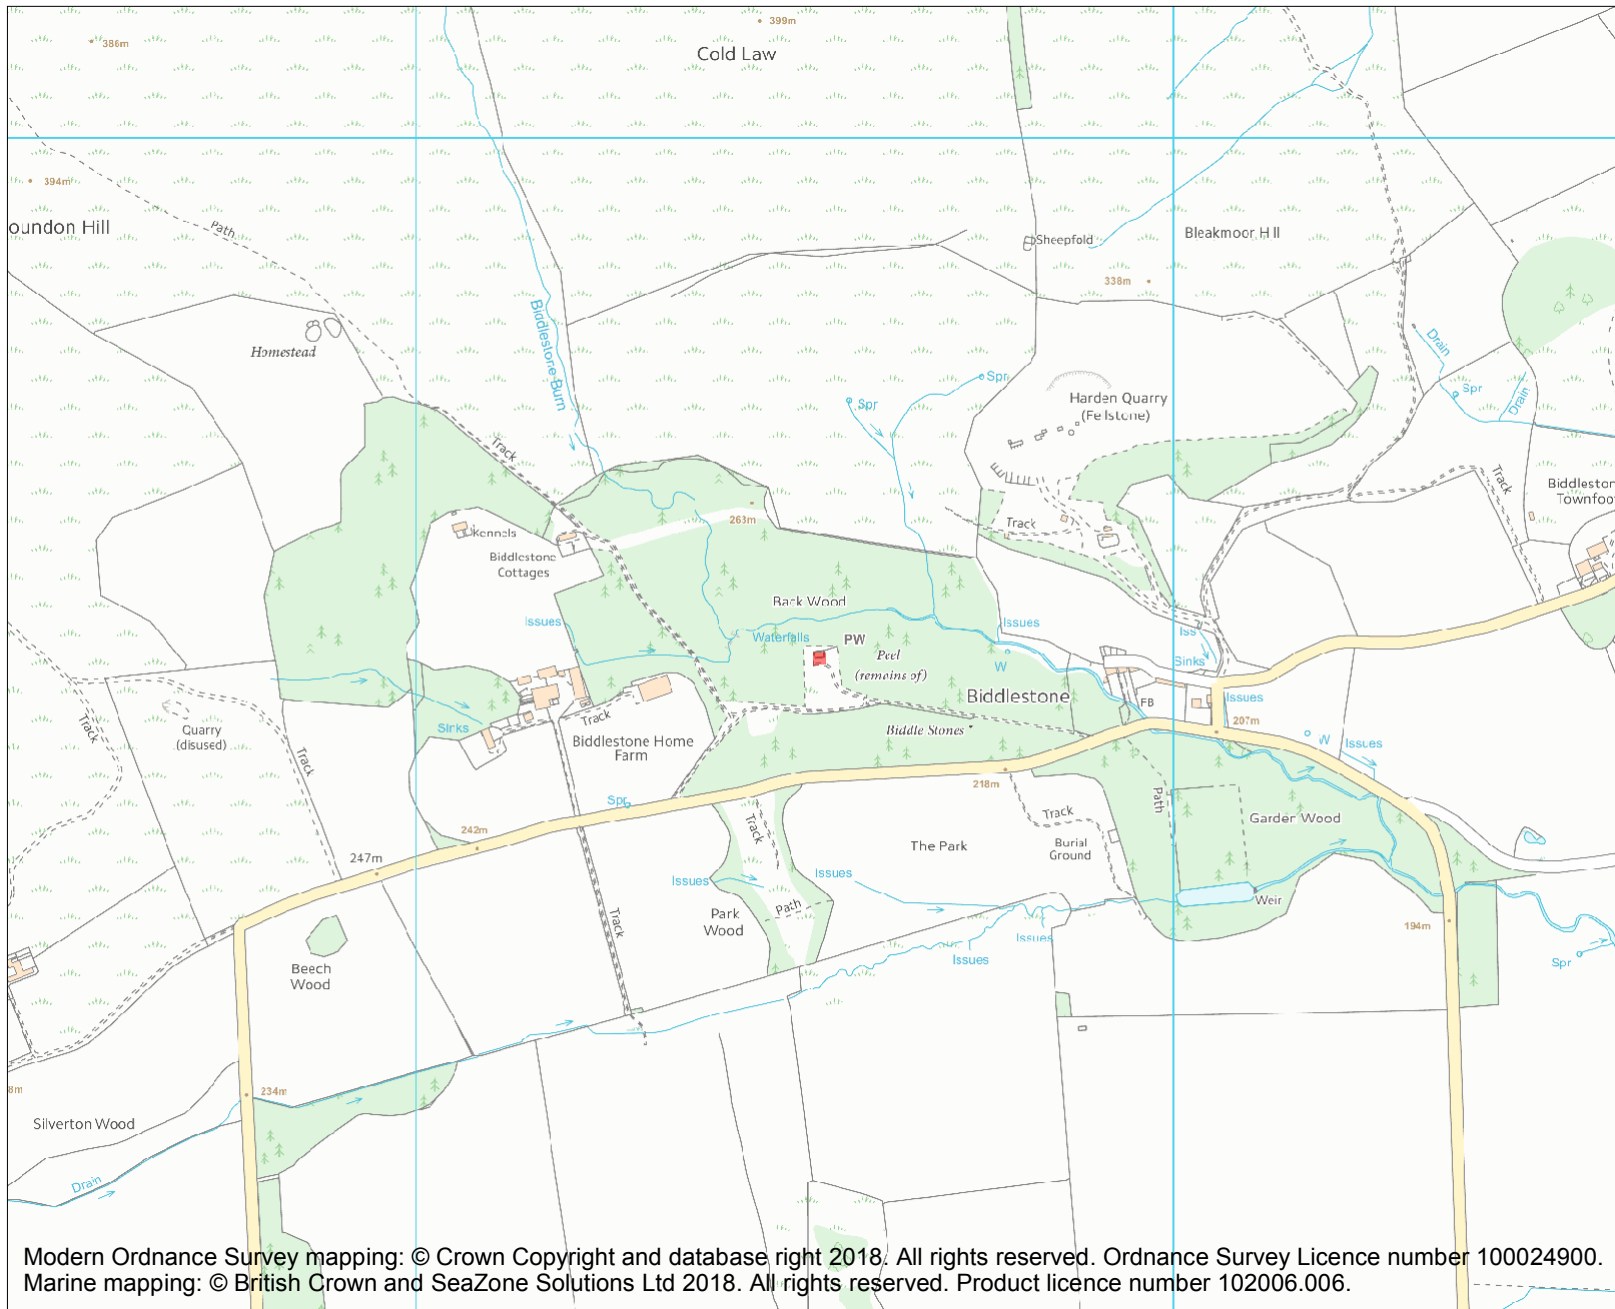 399m
386m
Cold Law
394m
oundon Hill
Path
Sheepfold
Bleakmoor Hill
338m
Biddlestone Burn
Homestead
Drain
Spr
Spr
Spr
Drain
Harden Quarry
(Fellstone)
Track
Track
Biddleston
Townfoo
263m
Kennels
Track
Biddlestone
Cottages
Back Wood
Issues
Issues
Waterfalls
PW
Iss
Peel
(remains of)
W
Sinks
Biddlestone
FB
Issues
Track
Quarry
(disused)
Sinks
Track
Biddlestone Home
Farm
Biddle Stones
207m
W
Issues
Track
218m
Spr
Path
Track
Track
Garden Wood
242m
The Park
Burial
Ground
247m
Issues
Issues
Path
Weir
Park
Wood
Track
194m
Issues
Issues
Spr
Beech
Wood
8m
234m
Silverton Wood
Drain
Modern Ordnance Survey mapping: © Crown Copyright and database right 2018. All rights reserved. Ordnance Survey Licence number 100024900.
Marine mapping: © British Crown and SeaZone Solutions Ltd 2018. All rights reserved. Product licence number 102006.006.